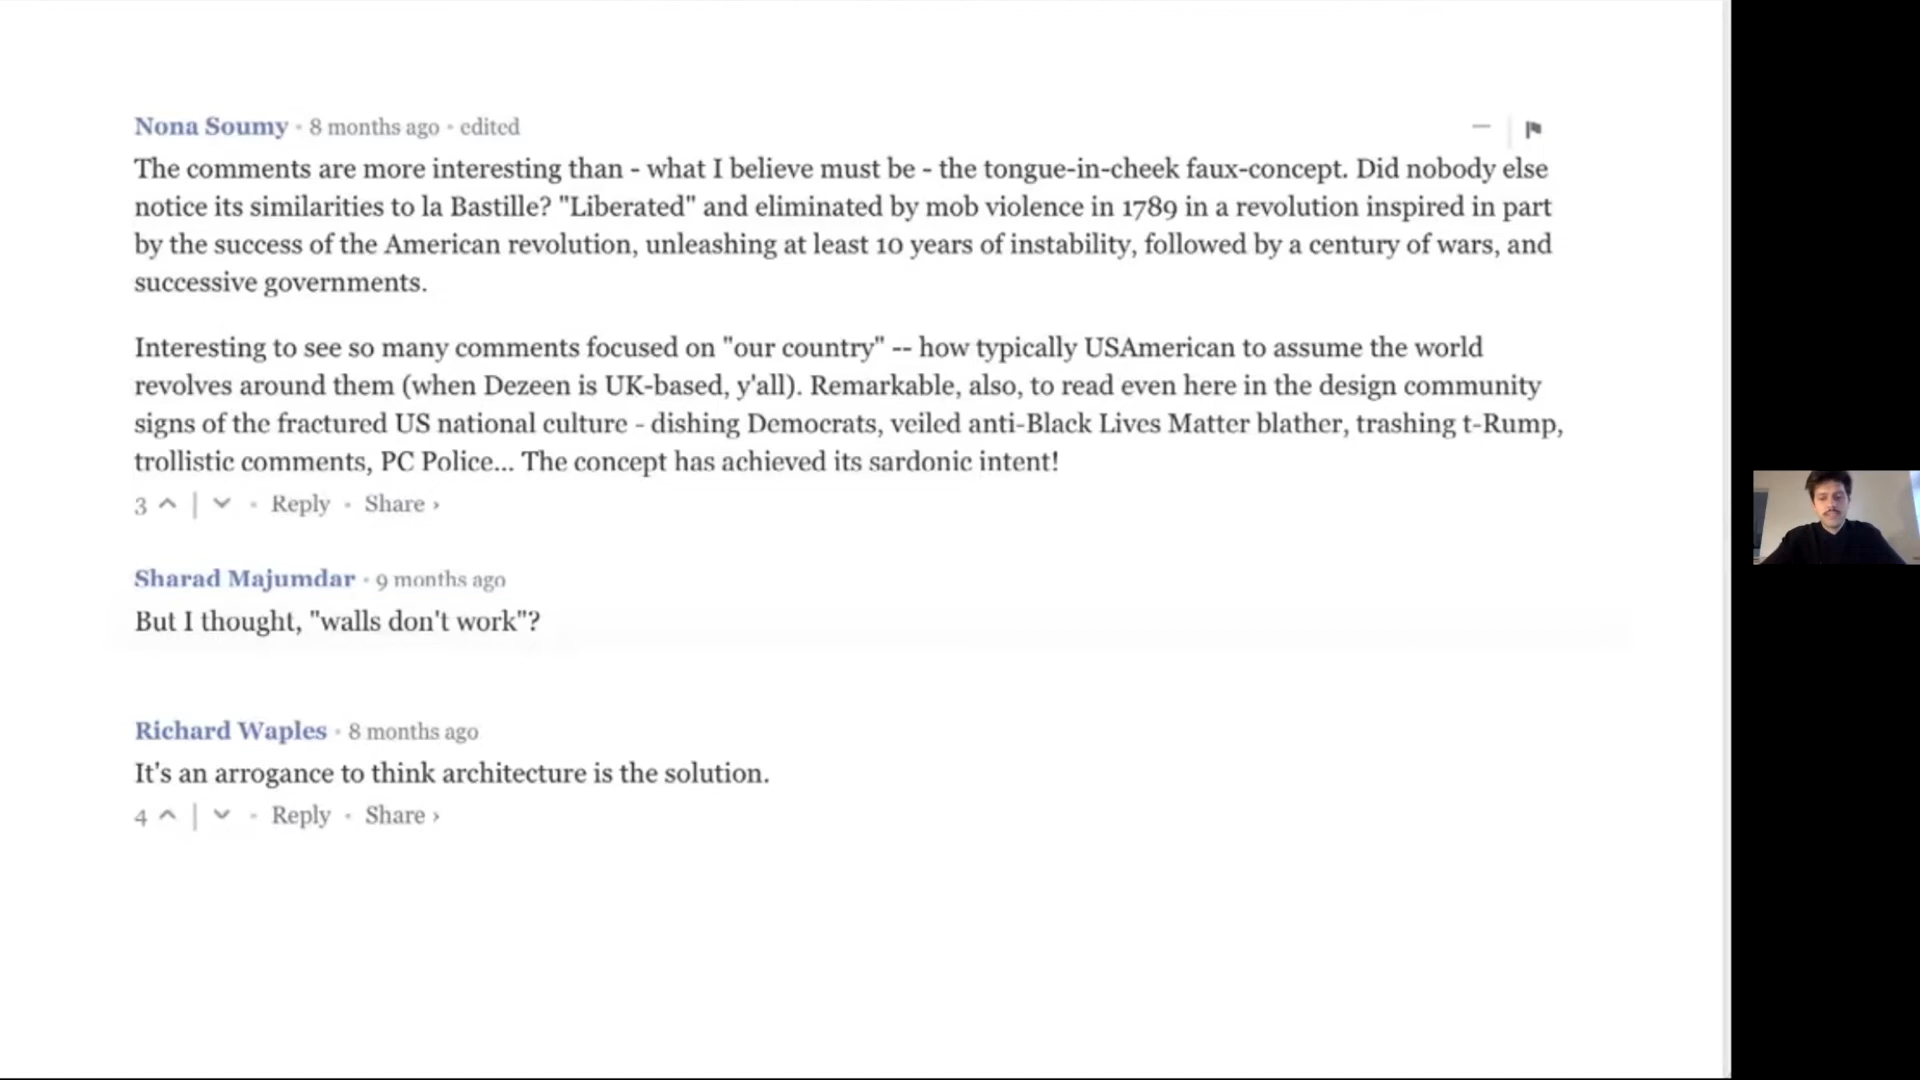 Nona Soumy • 8 months ago • edited
The comments are more interesting than - what I believe must be - the tongue-in-cheek faux-concept. Did nobody else
notice its similarities to la Bastille? "Liberated" and eliminated by mob violence in 1789 in a revolution inspired in part
by the success of the American revolution, unleashing at least 10 years of instability, followed by a century of wars, and
successive governments.
Interesting to see so many comments focused on "our country" -- how typically USAmerican to assume the world
revolves around them (when Dezeen is UK-based, y'all). Remarkable, also, to read even here in the design community
signs of the fractured US national culture - dishing Democrats, veiled anti-Black Lives Matter blather, trashing t-Rump,
trollistic comments, PC Police... The concept has achieved its sardonic intent!
3 • Reply • Share ›
Sharad Majumdar • 9 months ago
But I thought, "walls don't work"?
Richard Waples • 8 months ago
It's an arrogance to think architecture is the solution.
4 • Reply • Share ›